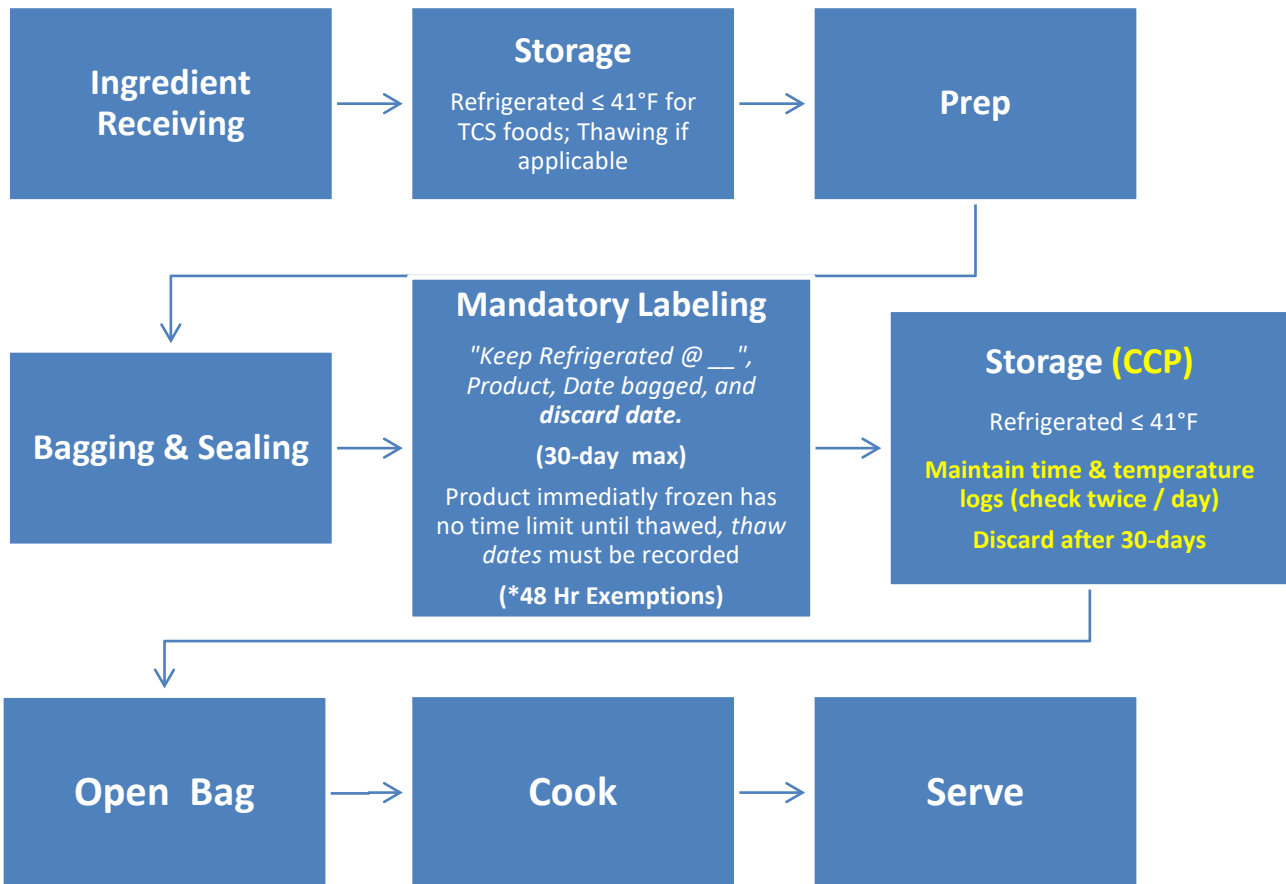 Ingredient
Receiving
Storage
Refrigerated ≤ 41°F for
TCS foods; Thawing if
applicable
Prep
Bagging & Sealing
Mandatory Labeling
"Keep Refrigerated @ __",
Product, Date bagged, and
discard date.
(30-day max)
Product immediatly frozen has
no time limit until thawed, thaw
dates must be recorded
(*48 Hr Exemptions)
Storage (CCP)
Refrigerated ≤ 41°F
Maintain time & temperature
logs (check twice / day)
Discard after 30-days
Open Bag
Cook
Serve